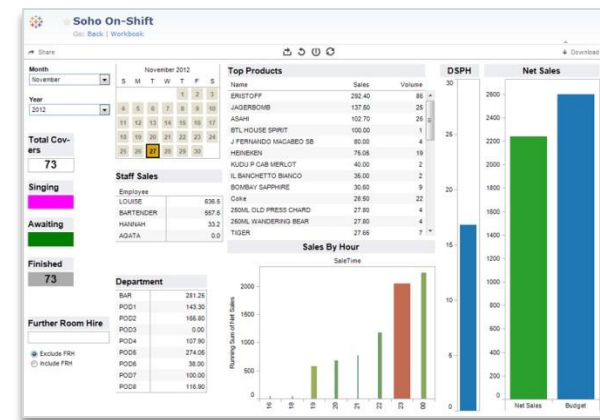 Soho On-Shift
Go: Back | Workbook
Share
Download
Month
November
Year
2012
Total Cov-
ers
73
Singing
Awaiting
Finished
73
Further Room Hire
Exclude FRH
Include FRH
November 2012
S M T W T F S
1 2 3
4 5 6 7 8 9 10
11 12 13 14 15 16 17
18 19 20 21 22 23 24
25 26 27 28 29 30
Staff Sales
Employee
LOUISE 636.5
BARTENDER 557.6
HANNAH 33.2
AGATA 0.0
Department
BAR 281.25
POD1 143.30
POD2 166.80
POD3 0.00
POD4 107.90
POD5 274.05
POD6 38.00
POD7 100.00
POD8 116.90
Top Products
Name Sales Volume
ERISTOFF 292.40 86
JAGERBOMB 137.50 25
ASAHI 102.70 26
BTL HOUSE SPIRIT 100.00 1
J FERNANDO MACABEO SB 80.00 4
HEINEKEN 75.05 19
KUDU P CAB MERLOT 40.00 2
IL BANCHETTO BIANCO 36.00 2
BOMBAY SAPPHIRE 30.60 9
Coke 28.50 22
250ML OLD PRESS CHARD 27.80 4
250ML WANDERING BEAR 27.80 4
TIGER 27.65 7
Sales By Hour
SaleTime
Running Sum of Net Sales
2000
1500
1000
500
0
16 18 19 20 21 22 23 00
DSPH
30
25
20
15
10
5
0
Net Sales
2600
2400
2200
2000
1800
1600
1400
1200
1000
800
600
400
200
0
Net Sales Budget